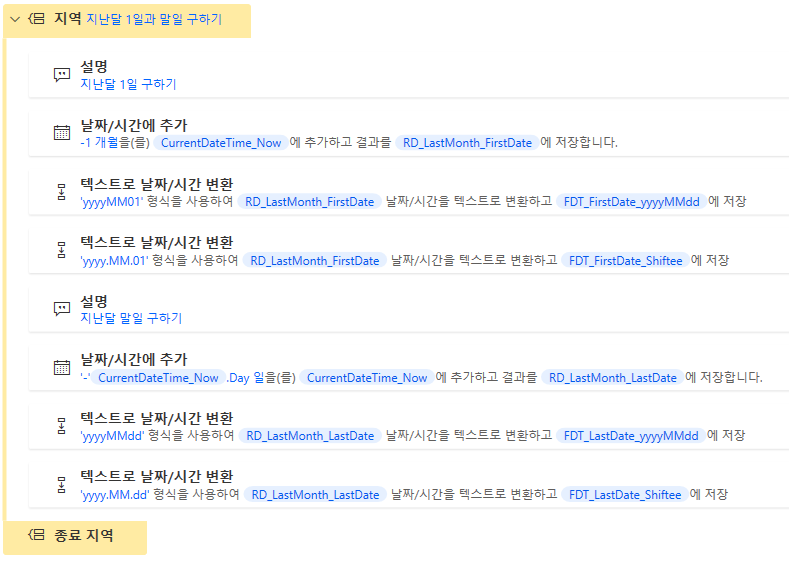 지역 지난달 1일과 말일 구하기
설명
지난달 1일 구하기
날짜/시간에 추가
-1 개월을(를) CurrentDateTime_Now 에 추가하고 결과를 RD_LastMonth_FirstDate 에 저장합니다.
텍스트로 날짜/시간 변환
'yyyyMM01' 형식을 사용하여 RD_LastMonth_FirstDate 날짜/시간을 텍스트로 변환하고 FDT_FirstDate_yyyyMMdd 에 저장
텍스트로 날짜/시간 변환
'yyyy.MM.01' 형식을 사용하여 RD_LastMonth_FirstDate 날짜/시간을 텍스트로 변환하고 FDT_FirstDate_Shiftee 에 저장
설명
지난달 말일 구하기
날짜/시간에 추가
'-' CurrentDateTime_Now .Day 일을(를) CurrentDateTime_Now 에 추가하고 결과를 RD_LastMonth_LastDate 에 저장합니다.
텍스트로 날짜/시간 변환
'yyyyMMdd' 형식을 사용하여 RD_LastMonth_LastDate 날짜/시간을 텍스트로 변환하고 FDT_LastDate_yyyyMMdd 에 저장
텍스트로 날짜/시간 변환
'yyyy.MM.dd' 형식을 사용하여 RD_LastMonth_LastDate 날짜/시간을 텍스트로 변환하고 FDT_LastDate_Shiftee 에 저장
종료 지역